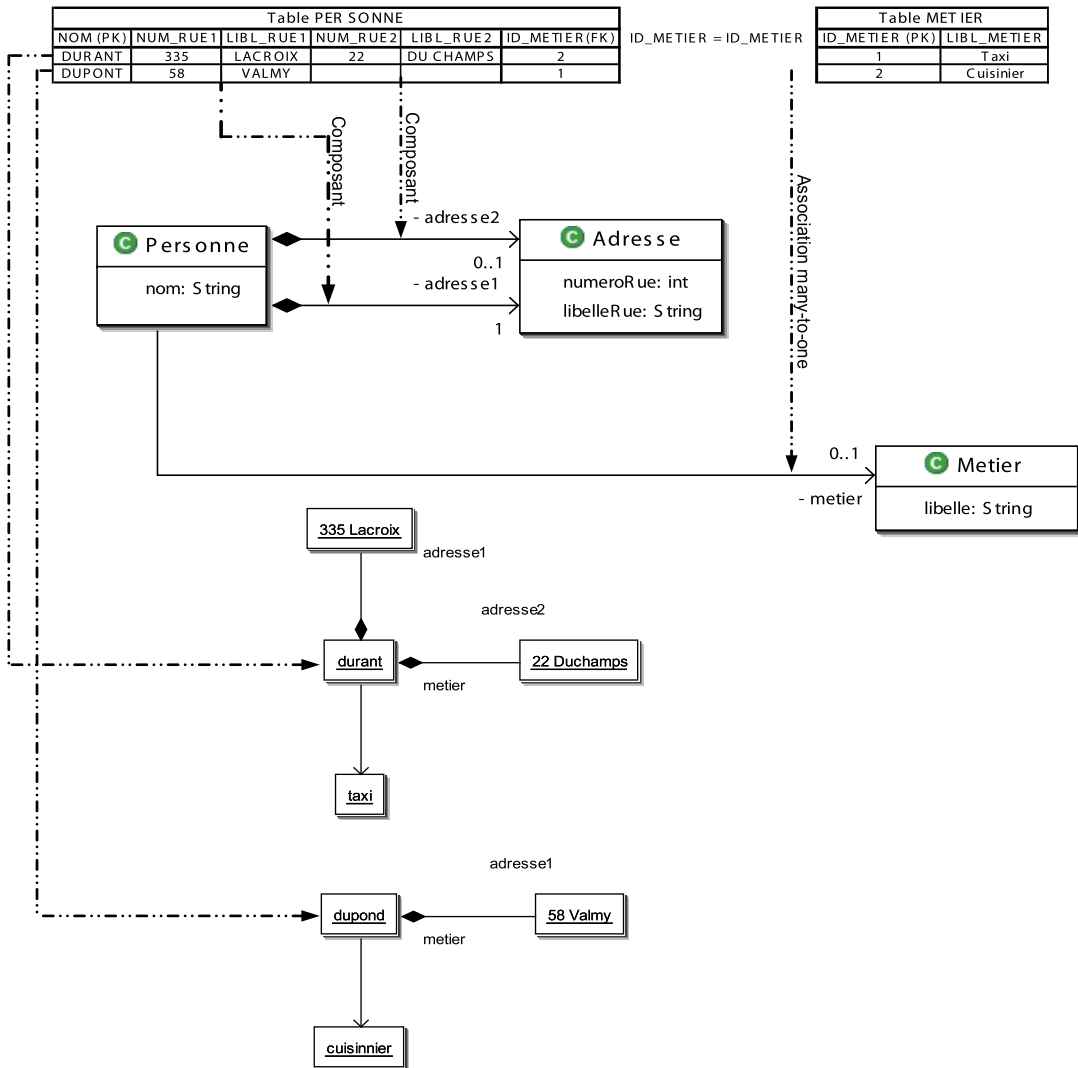 Table PERSONNE
NOM (PK) NUM_RUE1 LIBL_RUE1 NUM_RUE2 LIBL_RUE2 ID_METIER(FK)
DURANT 335 LACROIX 22 DU CHAMPS 2
DUPONT 58 VALMY 1
ID_METIER = ID_METIER
Table METIER
ID_METIER (PK) LIBL_METIER
1 Taxi
2 Cuisinier
Composant
Composant
Association many-to-one
C Personne
nom: String
- adresse2
0..1
- adresse1
1
C Adresse
numeroRue: int
libelleRue: String
0..1
- metier
C Metier
libelle: String
335 Lacroix
adresse1
adresse2
durant
22 Duchamps
metier
taxi
adresse1
dupond
58 Valmy
metier
cuisinnier